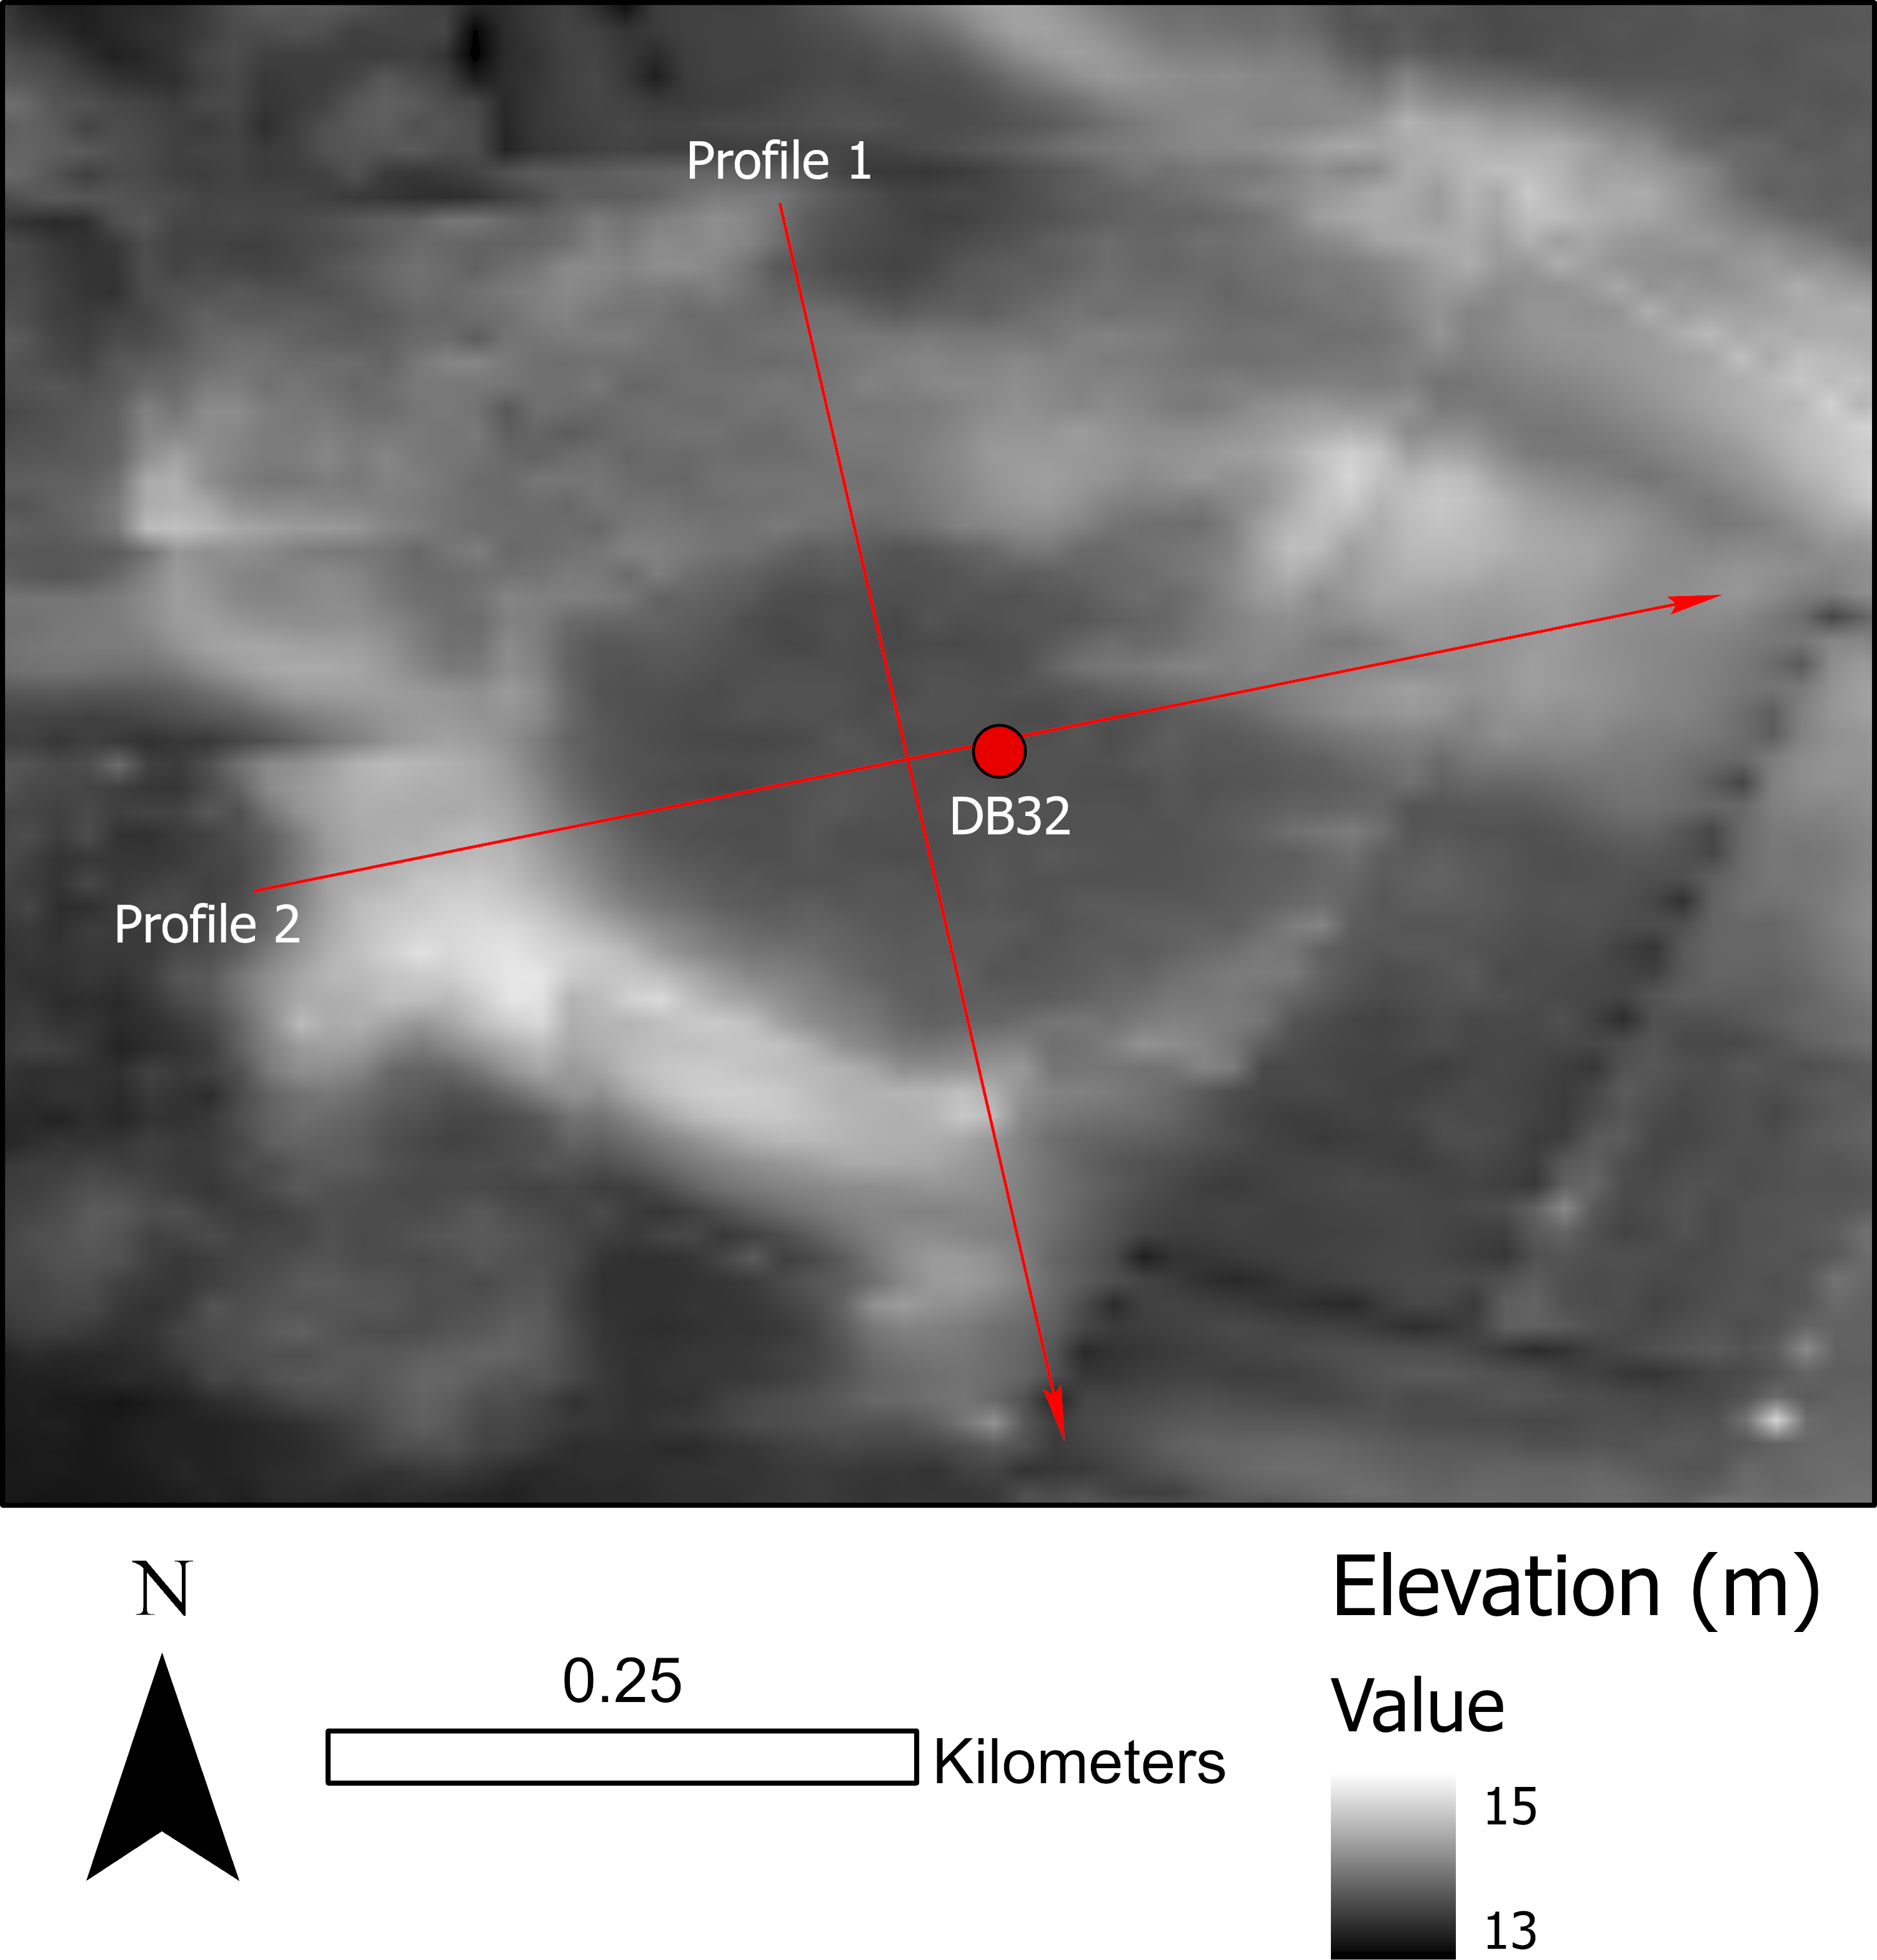 Profile 1
DB32
Profile 2
N
0.25
Kilometers
Elevation (m)
Value
15
13